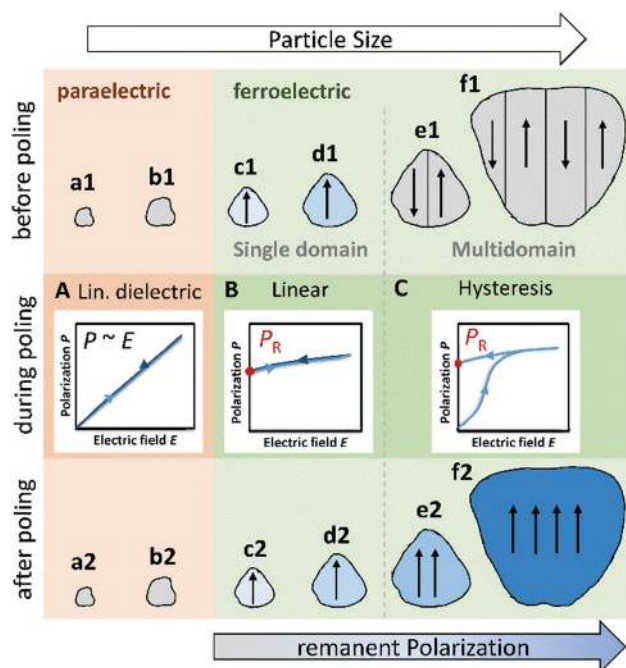 Particle Size
paraelectric
ferroelectric
f1
e1
a1
b1
c1
d1
Single domain
Multidomain
before poling
A Lin. dielectric
B Linear
C Hysteresis
P ~ E
Polarization P
Electric field E
PR
Polarization P
Electric field E
PR
Polarization P
Electric field E
during poling
f2
e2
a2
b2
c2
d2
after poling
remanent Polarization